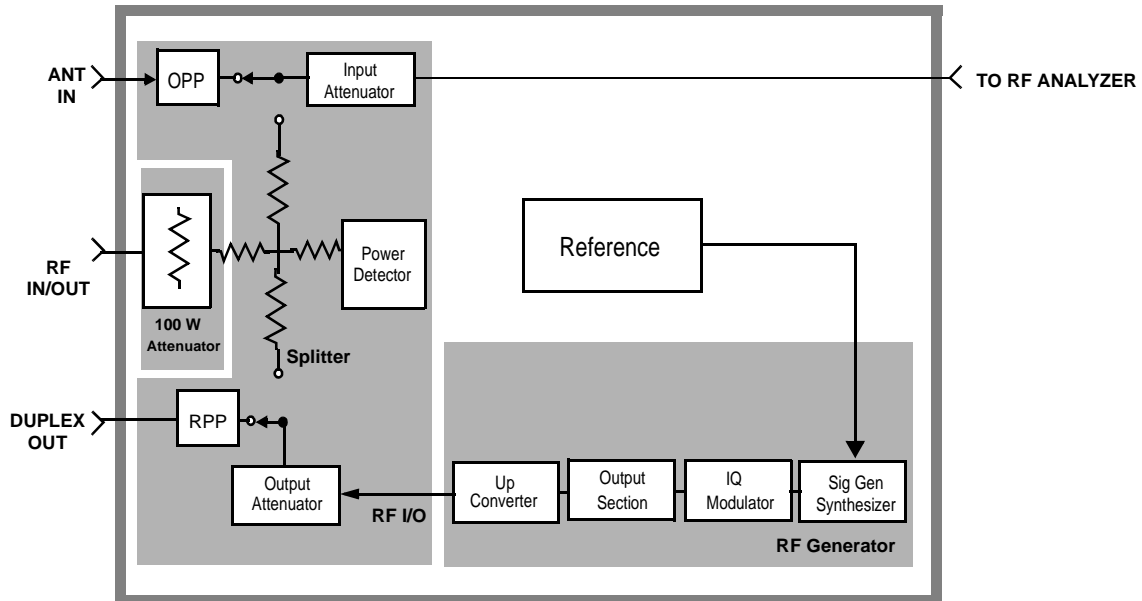 ANT
IN
OPP
Input
Attenuator
TO RF ANALYZER
RF
IN/OUT
100 W
Attenuator
Power
Detector
Splitter
Reference
DUPLEX
OUT
RPP
Output
Attenuator
RF I/O
Up
Converter
Output
Section
IQ
Modulator
Sig Gen
Synthesizer
RF Generator